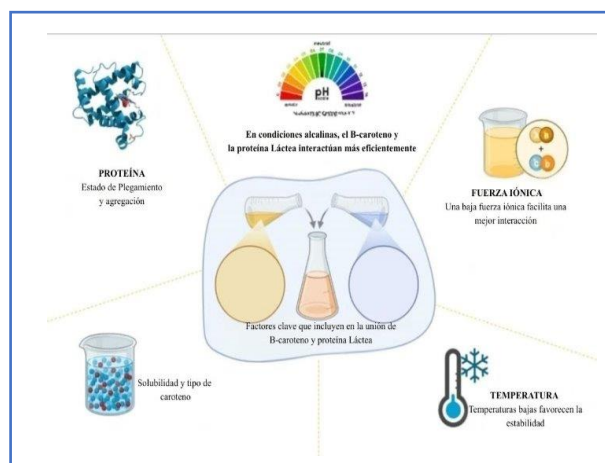 neutral
pH
En condiciones alcalinas, el B-caroteno y
la proteína Láctea interactúan más eficientemente
PROTEÍNA
Estado de Plegamiento
y agregación
FUERZA IÓNICA
Una baja fuerza iónica facilita una
mejor interacción
Factores clave que incluyen en la unión de
B-caroteno y proteína Láctea
Solubilidad y tipo de
caroteno
TEMPERATURA
Temperaturas bajas favorecen la
estabilidad